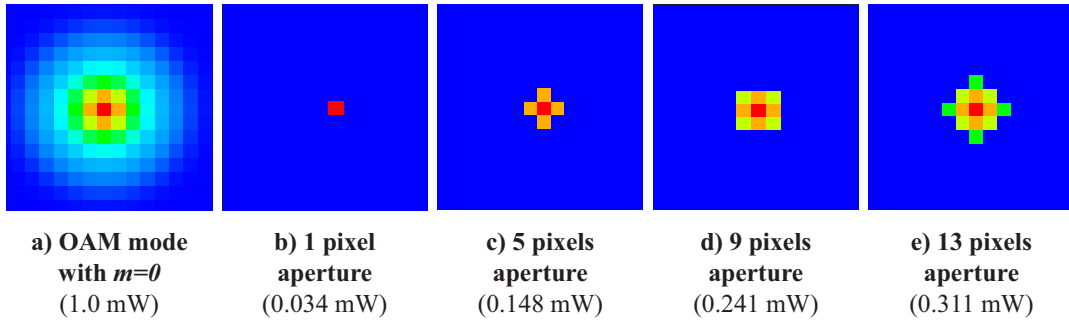 a) OAM mode
with m=0
(1.0 mW)
b) 1 pixel
aperture
(0.034 mW)
c) 5 pixels
aperture
(0.148 mW)
d) 9 pixels
aperture
(0.241 mW)
e) 13 pixels
aperture
(0.311 mW)